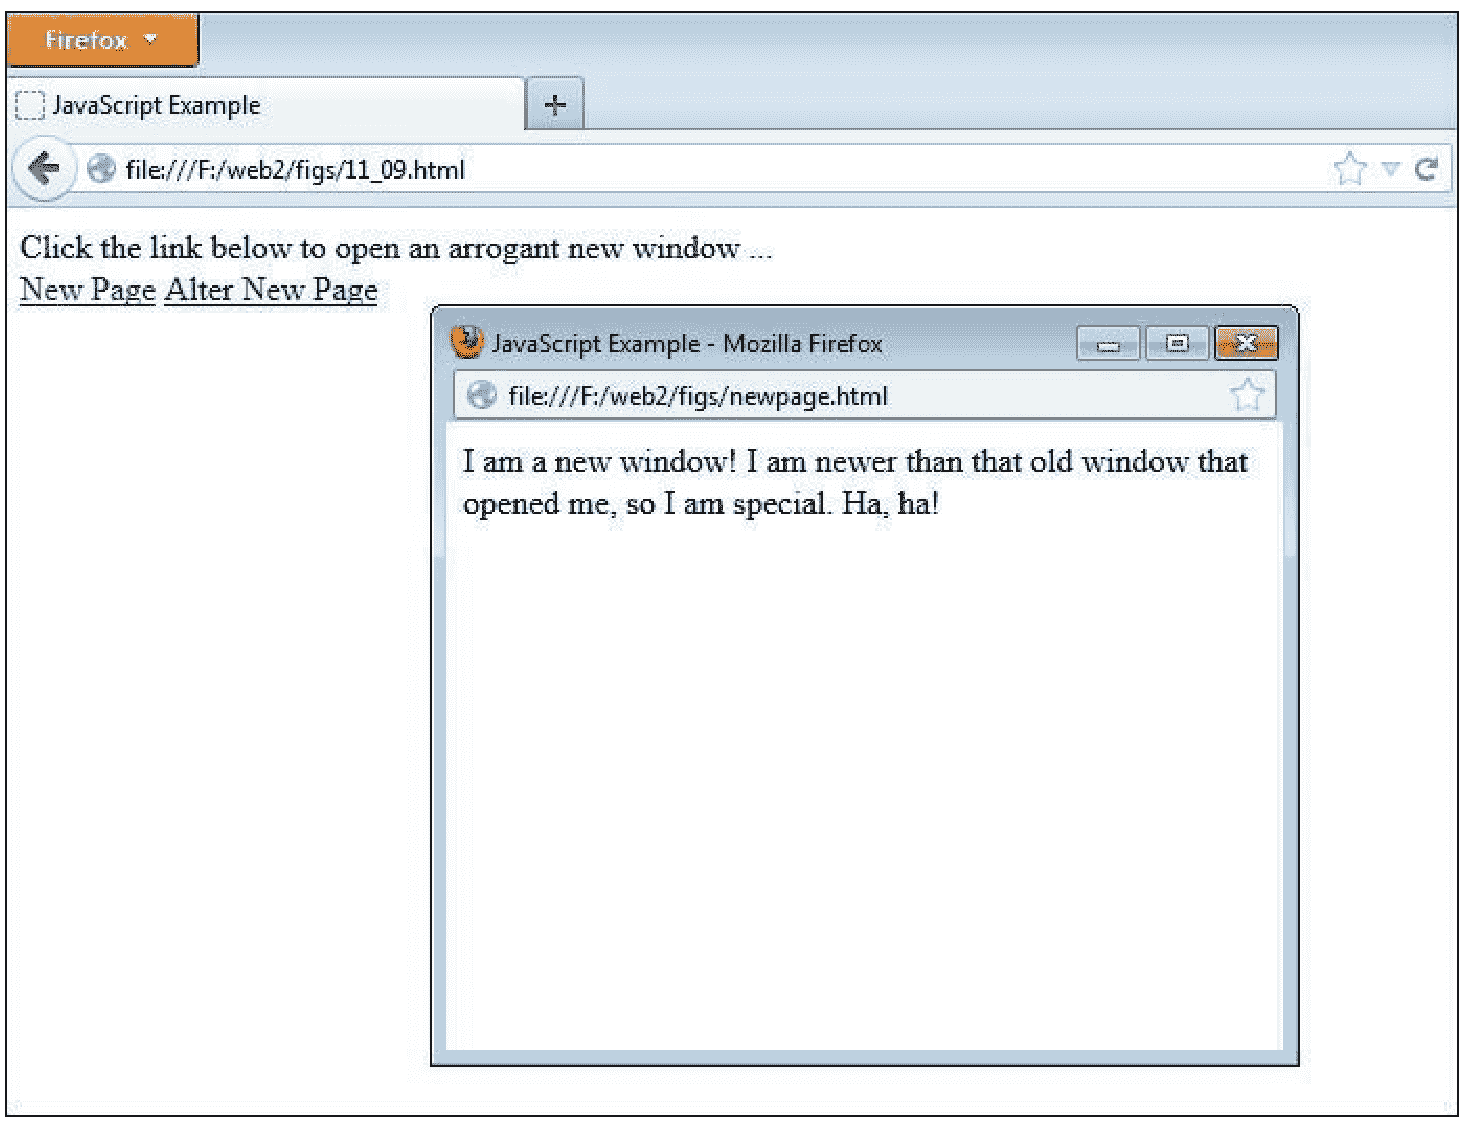 Firefox
JavaScript Example
file:///F:/web2/figs/11_09.html
Click the link below to open an arrogant new window ...
New Page Alter New Page
JavaScript Example - Mozilla Firefox
file:///F:/web2/figs/newpage.html
I am a new window! I am newer than that old window that
opened me, so I am special. Ha, ha!